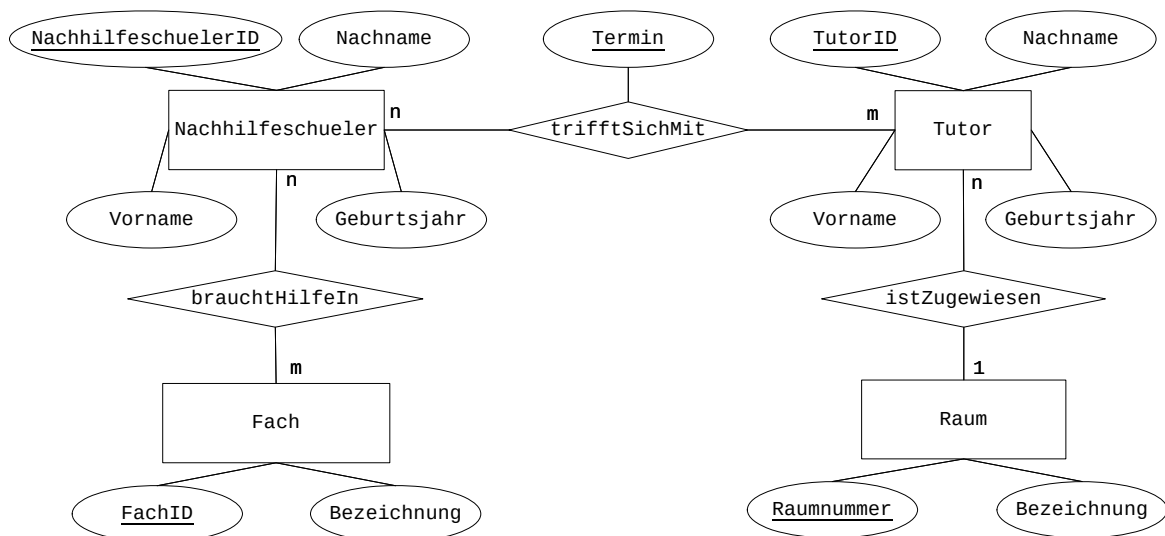 NachhilfeschuelerID
Nachname
Termin
TutorID
Nachname
Nachhilfeschueler
n
trifftSichMit
m
Tutor
n
n
Vorname
Geburtsjahr
Vorname
Geburtsjahr
brauchtHilfeIn
istZugewiesen
m
1
Fach
Raum
FachID
Bezeichnung
Raumnummer
Bezeichnung